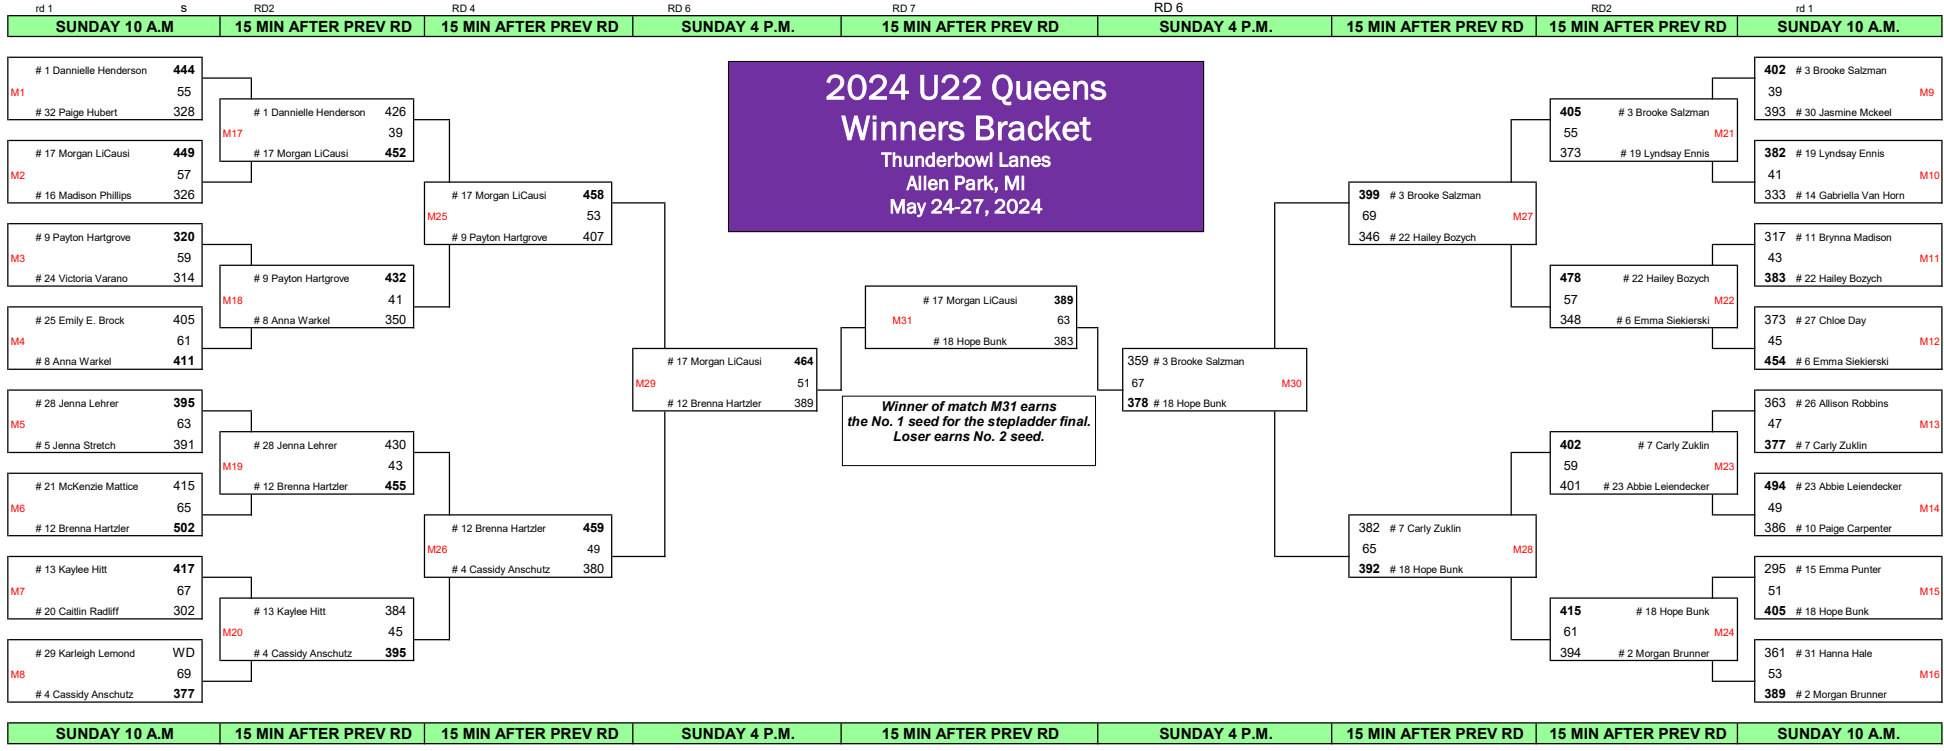 rd 1 S RD2 RD 4 RD 6 RD 7 RD 6 RD2 rd 1
SUNDAY 10 A.M 15 MIN AFTER PREV RD 15 MIN AFTER PREV RD SUNDAY 4 P.M. 15 MIN AFTER PREV RD SUNDAY 4 P.M. 15 MIN AFTER PREV RD 15 MIN AFTER PREV RD SUNDAY 10 A.M.
2024 U22 Queens
Winners Bracket
Thunderbowl Lanes
Allen Park, MI
May 24-27, 2024
# 1 Dannielle Henderson 444
M1 55
# 32 Paige Hubert 328
# 17 Morgan LiCausi 449
M2 57
# 16 Madison Phillips 326
# 9 Payton Hartgrove 320
M3 59
# 24 Victoria Varano 314
# 25 Emily E. Brock 405
M4 61
# 8 Anna Warkel 411
# 28 Jenna Lehrer 395
M5 63
# 5 Jenna Stretch 391
# 21 McKenzie Mattice 415
M6 65
# 12 Brenna Hartzler 502
# 13 Kaylee Hitt 417
M7 67
# 20 Caitlin Radliff 302
# 29 Karleigh Lemond WD
M8 69
# 4 Cassidy Anschutz 377
# 1 Dannielle Henderson 426
M17 39
# 17 Morgan LiCausi 452
# 9 Payton Hartgrove 432
M18 41
# 8 Anna Warkel 350
# 28 Jenna Lehrer 430
M19 43
# 12 Brenna Hartzler 455
# 13 Kaylee Hitt 384
M20 45
# 4 Cassidy Anschutz 395
# 17 Morgan LiCausi 458
M25 53
# 9 Payton Hartgrove 407
# 12 Brenna Hartzler 459
M26 49
# 4 Cassidy Anschutz 380
# 17 Morgan LiCausi 464
M29 51
# 12 Brenna Hartzler 389
# 17 Morgan LiCausi 389
M31 63
# 18 Hope Bunk 383
Winner of match M31 earns
the No. 1 seed for the stepladder final.
Loser earns No. 2 seed.
359 # 3 Brooke Salzman
67 M30
378 # 18 Hope Bunk
399 # 3 Brooke Salzman
69 M27
346 # 22 Hailey Bozych
382 # 7 Carly Zuklin
65 M28
392 # 18 Hope Bunk
405 # 3 Brooke Salzman
55 M21
373 # 19 Lyndsay Ennis
478 # 22 Hailey Bozych
57 M22
348 # 6 Emma Siekierski
402 # 7 Carly Zuklin
59 M23
401 # 23 Abbie Leiendecker
415 # 18 Hope Bunk
61 M24
394 # 2 Morgan Brunner
402 # 3 Brooke Salzman
39 M9
393 # 30 Jasmine Mckeel
382 # 19 Lyndsay Ennis
41 M10
333 # 14 Gabriella Van Horn
317 # 11 Brynna Madison
43 M11
383 # 22 Hailey Bozych
373 # 27 Chloe Day
45 M12
454 # 6 Emma Siekierski
363 # 26 Allison Robbins
47 M13
377 # 7 Carly Zuklin
494 # 23 Abbie Leiendecker
49 M14
386 # 10 Paige Carpenter
295 # 15 Emma Punter
51 M15
405 # 18 Hope Bunk
361 # 31 Hanna Hale
53 M16
389 # 2 Morgan Brunner
SUNDAY 10 A.M 15 MIN AFTER PREV RD 15 MIN AFTER PREV RD SUNDAY 4 P.M. 15 MIN AFTER PREV RD SUNDAY 4 P.M. 15 MIN AFTER PREV RD 15 MIN AFTER PREV RD SUNDAY 10 A.M.